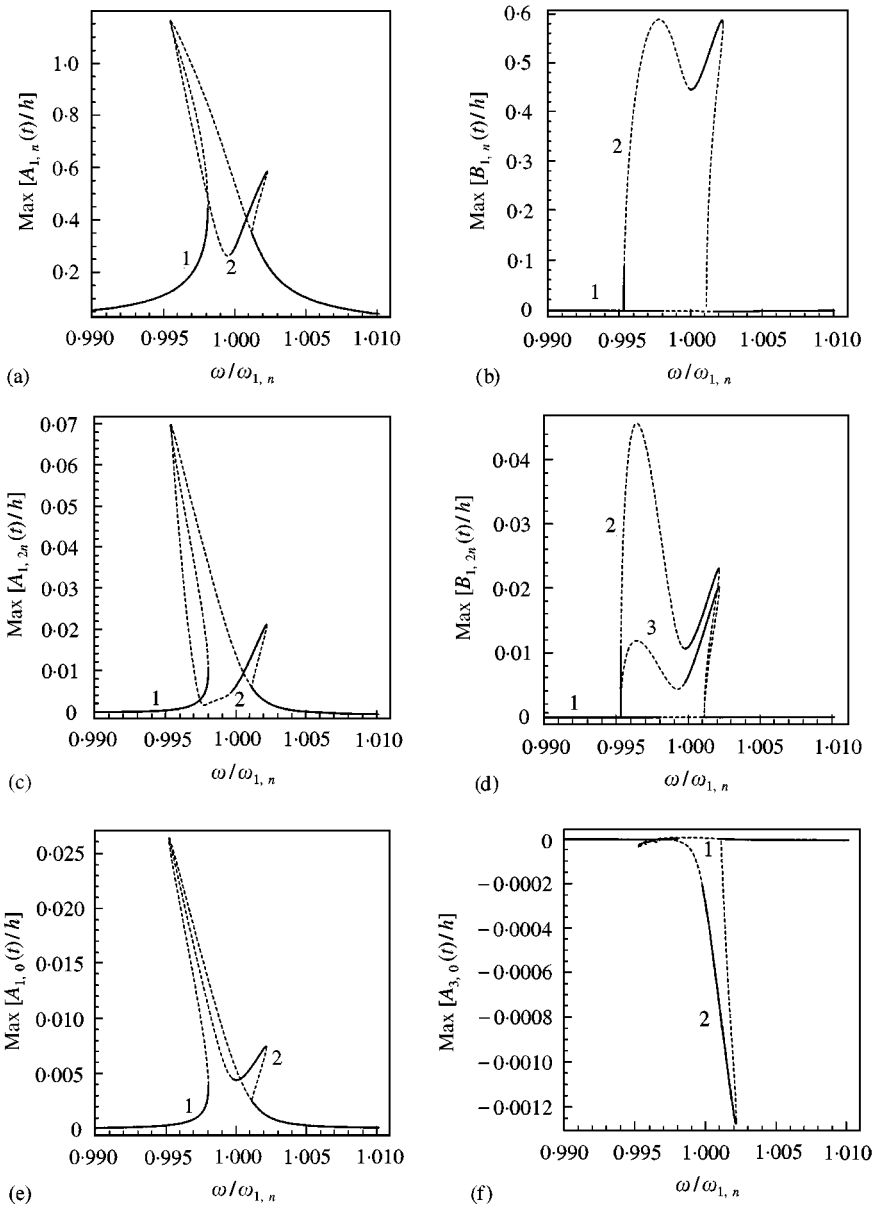 Max [A1, n(t)/h]
1·0
0·8
0·6
0·4
0·2
1
2
0·990 0·995 1·000 1·005 1·010
(a)
ω/ω1, n
Max [B1, n(t)/h]
0·6
0·5
0·4
0·3
0·2
0·1
0
2
1
0·990 0·995 1·000 1·005 1·010
(b)
ω/ω1, n
Max [A1, 2n(t)/h]
0·07
0·06
0·05
0·04
0·03
0·02
0·01
0
1
2
0·990 0·995 1·000 1·005 1·010
(c)
ω/ω1, n
Max [B1, 2n(t)/h]
0·04
0·03
0·02
0·01
0
2
3
1
0·990 0·995 1·000 1·005 1·010
(d)
ω/ω1, n
Max [A1, 0(t)/h]
0·025
0·020
0·015
0·010
0·005
0
1
2
0·990 0·995 1·000 1·005 1·010
(e)
ω/ω1, n
Max [A3, 0(t)/h]
0
−0·0002
−0·0004
−0·0006
−0·0008
−0·0010
−0·0012
1
2
0·990 0·995 1·000 1·005 1·010
(f)
ω/ω1, n